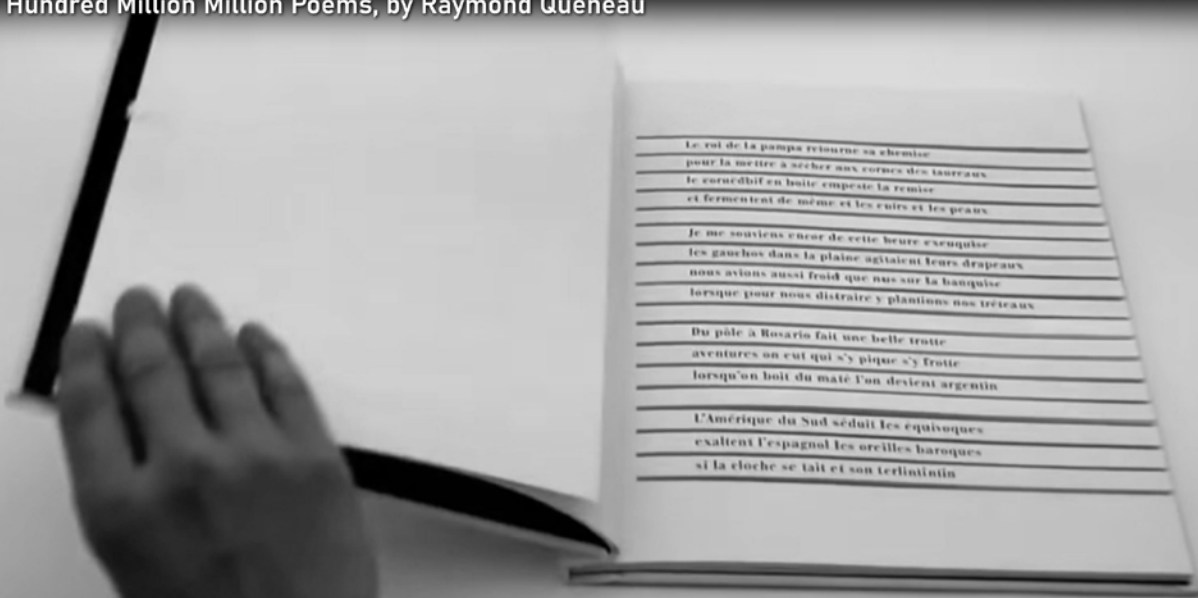 Hundred Million Million Poems, by Raymond Queneau
Le roi de la pampa retourne sa chemise
pour la mettre à sécher aux cornes des taureaux
le cornédbîf en boîte empeste la remise
et fermentent de même et les cuirs et les peaux
Je me souviens encor de cette heure exeuquise
les gauchos dans la plaine agitaient leurs drapeaux
nous avions aussi froid que nus sur la banquise
lorsque pour nous distraire y plantions nos tréteaux
Du pôle à Rosario fait une belle trotte
aventures on eut qui s'y pique s'y frotte
lorsqu'on boit du maté l'on devient argentin
L'Amérique du Sud séduit les équivoques
exaltent l'espagnol les oreilles baroques
si la cloche se tait et son terlintintin